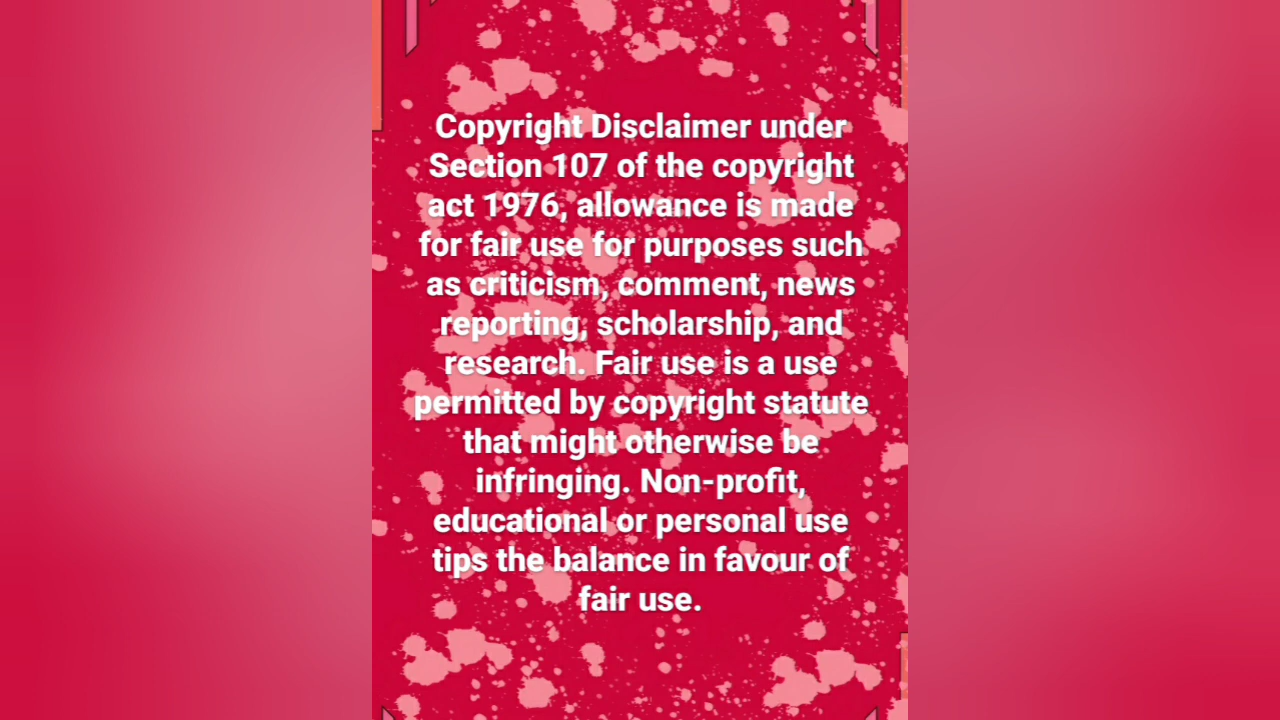 Copyright Disclaimer under
Section 107 of the copyright
act 1976, allowance is made
for fair use for purposes such
as criticism, comment, news
reporting, scholarship, and
research. Fair use is a use
permitted by copyright statute
that might otherwise be
infringing. Non-profit,
educational or personal use
tips the balance in favour of
fair use.